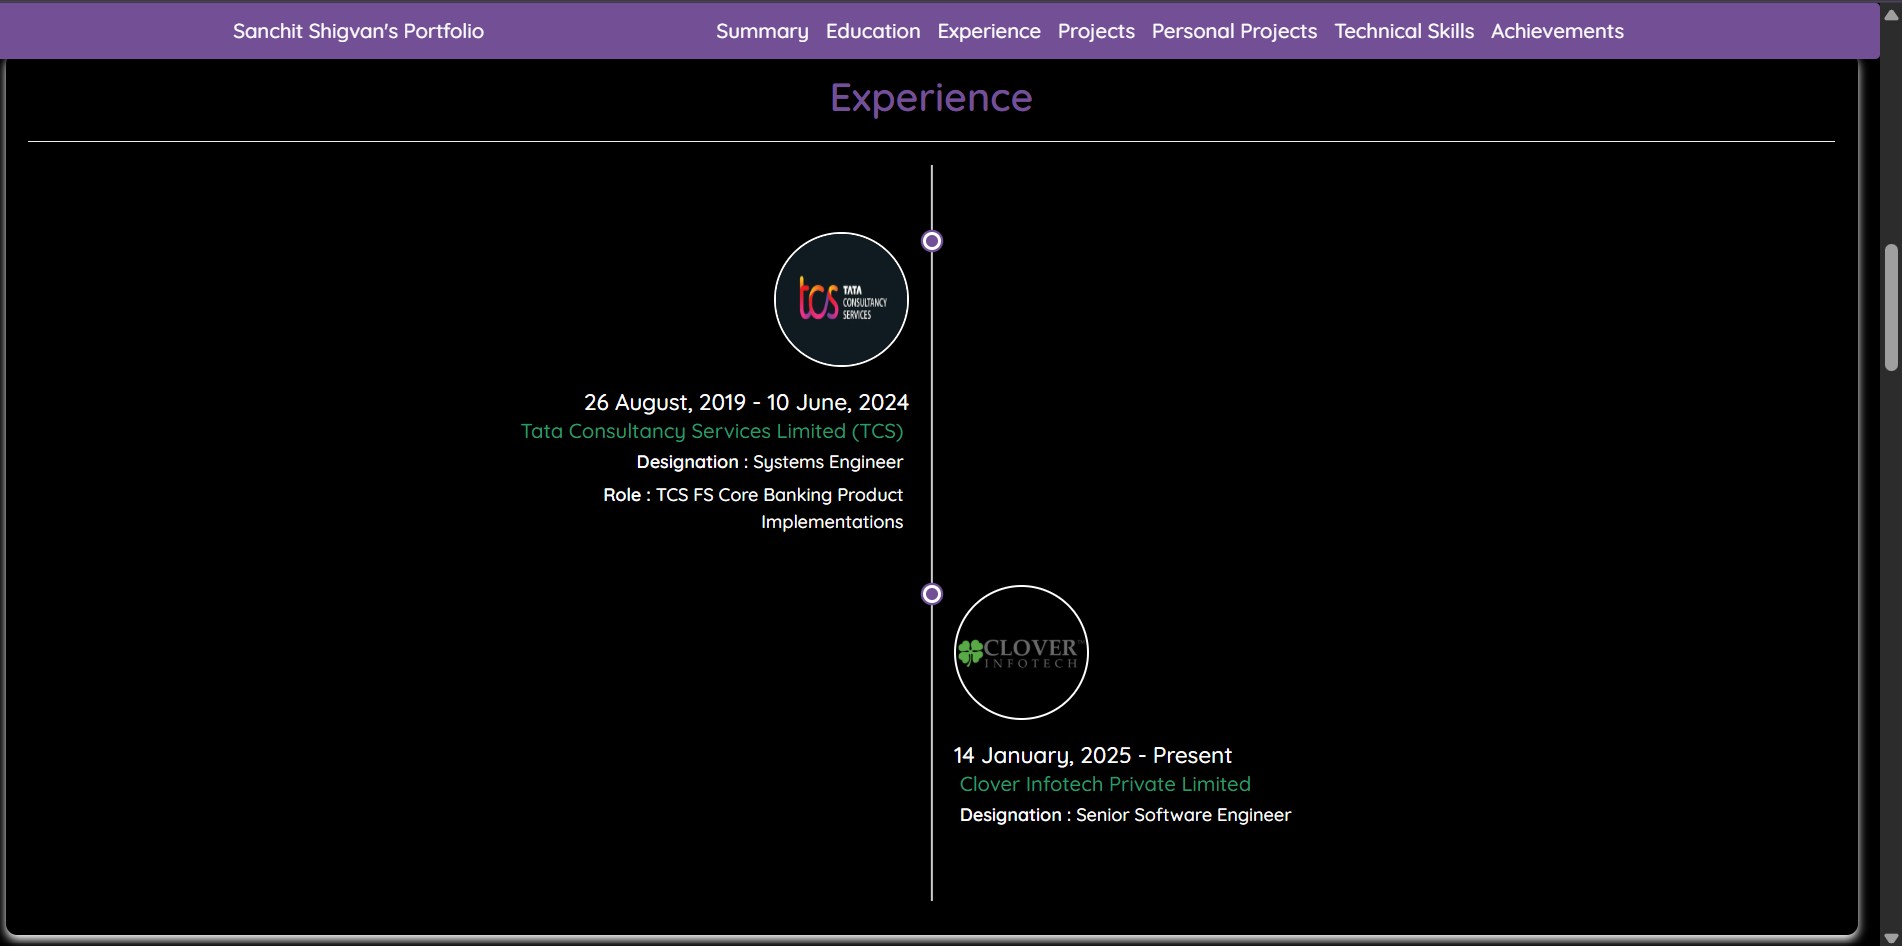 Sanchit Shigvan's Portfolio
Summary Education Experience Projects Personal Projects Technical Skills Achievements
Experience
tcs TATA
CONSULTANCY
SERVICES
26 August, 2019 - 10 June, 2024
Tata Consultancy Services Limited (TCS)
Designation : Systems Engineer
Role : TCS FS Core Banking Product
Implementations
CLOVER
INFOTECH
14 January, 2025 - Present
Clover Infotech Private Limited
Designation : Senior Software Engineer